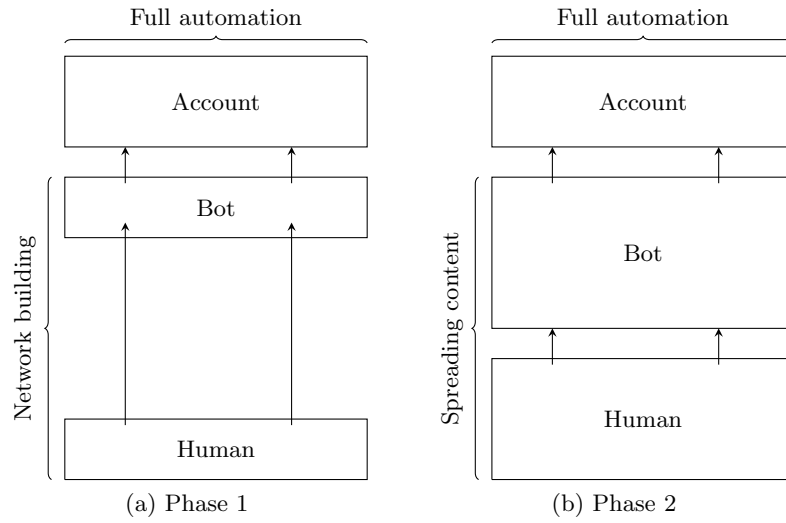 Full automation
Account
Bot
Network building
Human
(a) Phase 1
Full automation
Account
Bot
Spreading content
Human
(b) Phase 2